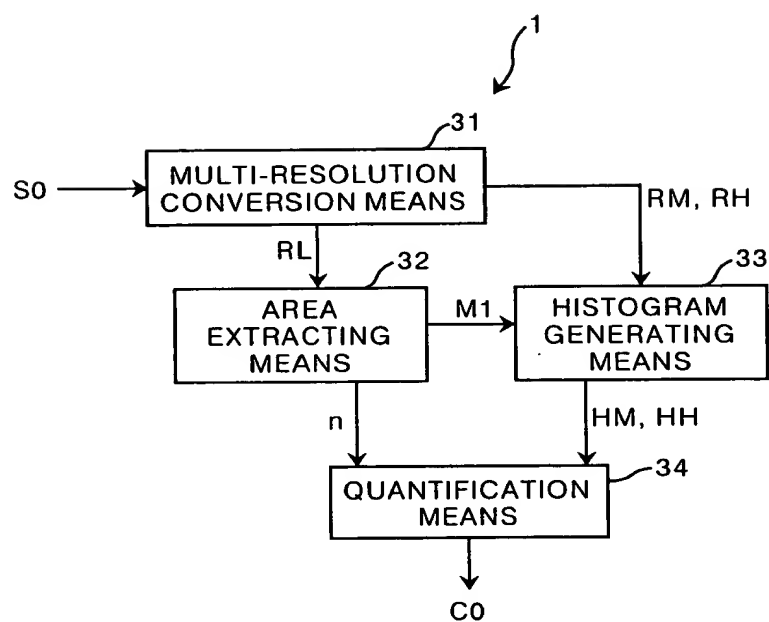 1
31
MULTI-RESOLUTION
CONVERSION MEANS
S0
RM, RH
RL
32
33
AREA
EXTRACTING
MEANS
M1
HISTOGRAM
GENERATING
MEANS
n
HM, HH
34
QUANTIFICATION
MEANS
C0